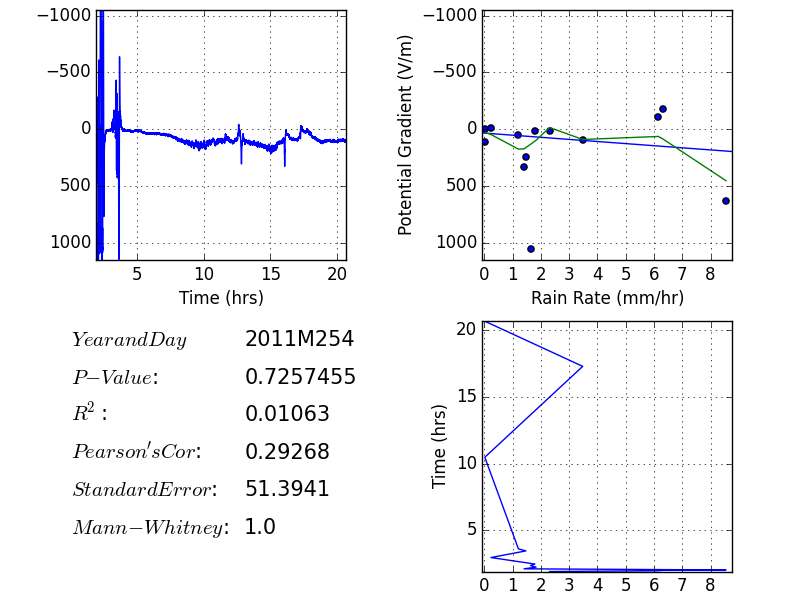 −1000
−500
0
500
1000
5 10 15 20
Time (hrs)
−1000
−500
0
500
1000
Potential Gradient (V/m)
0 1 2 3 4 5 6 7 8
Rain Rate (mm/hr)
YearandDay 2011M254
P−Value: 0.7257455
R²: 0.01063
Pearson'sCor: 0.29268
StandardError: 51.3941
Mann−Whitney: 1.0
20
15
10
5
Time (hrs)
0 1 2 3 4 5 6 7 8